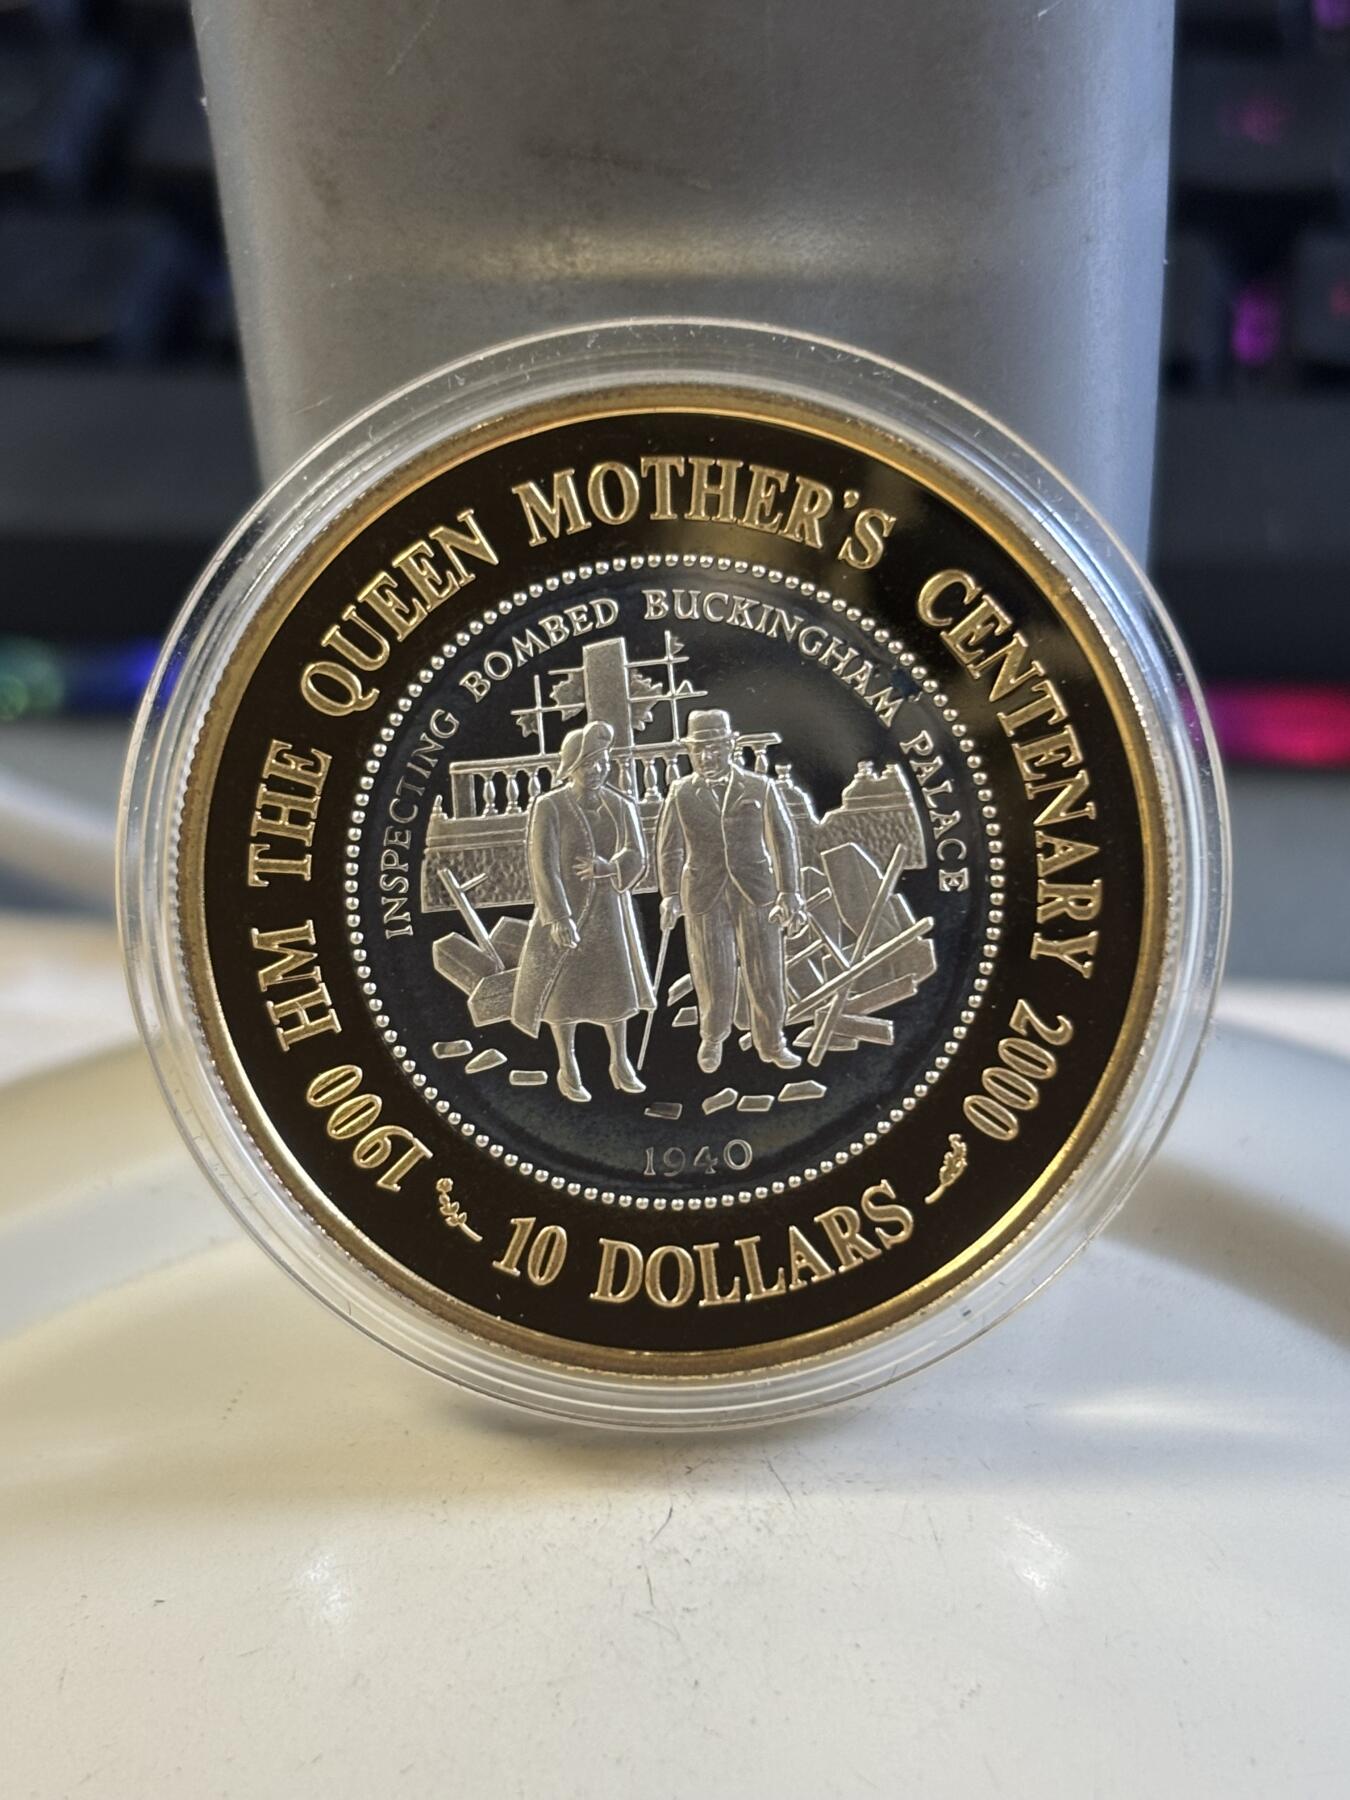 1900 HM THE QUEEN MOTHER'S CENTENARY 2000
INSPECTING BOMBED BUCKINGHAM PALACE
1940
10 DOLLARS